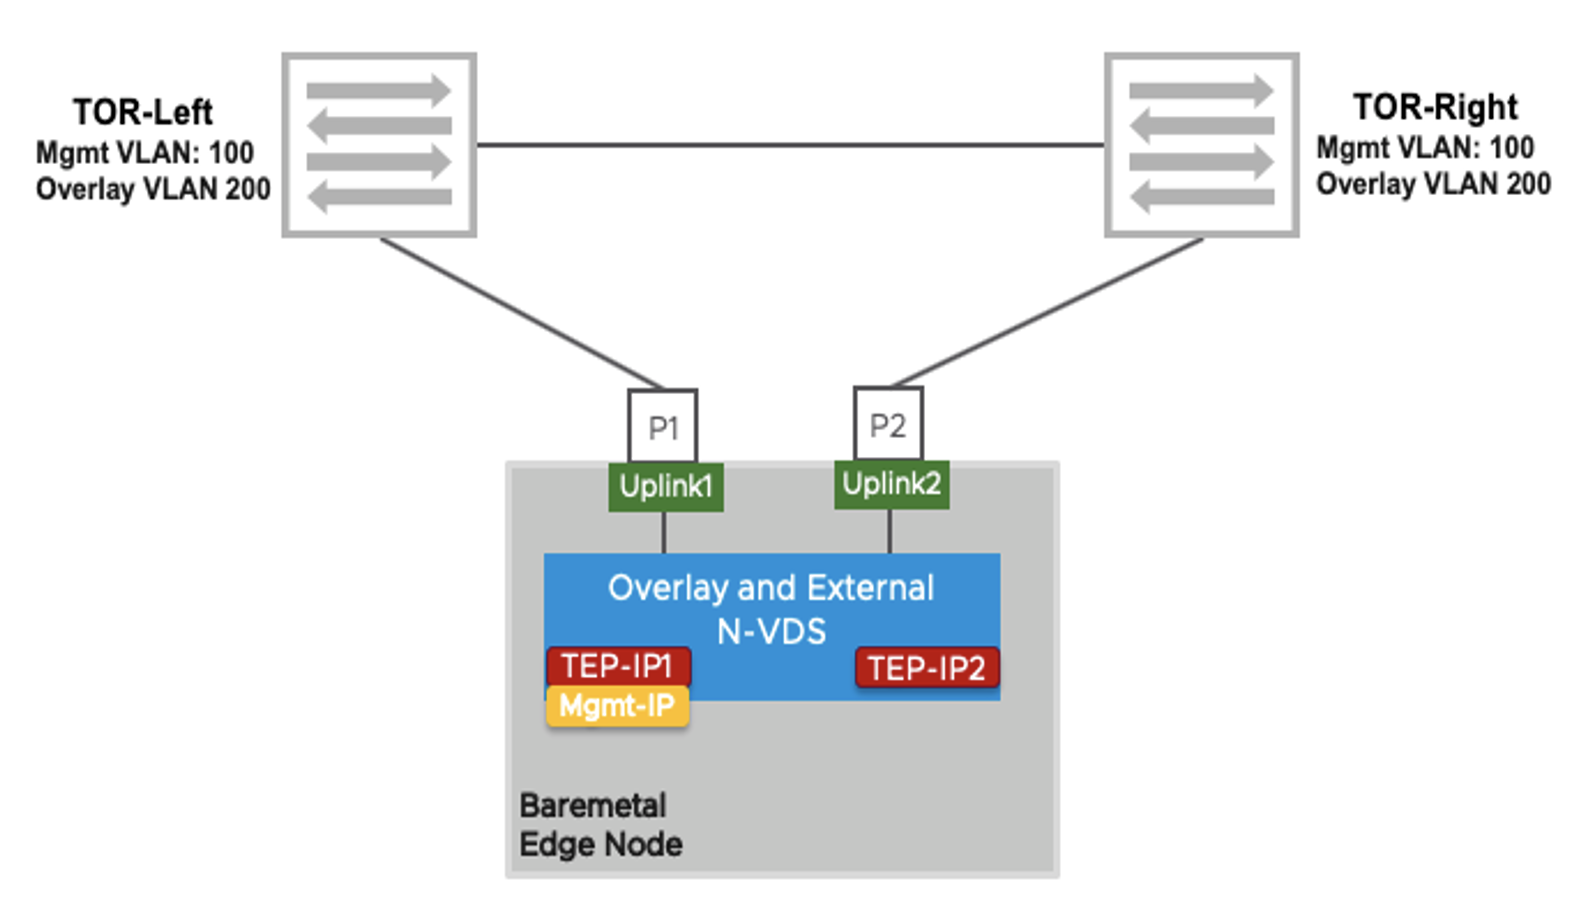 TOR-Left
Mgmt VLAN: 100
Overlay VLAN 200
TOR-Right
Mgmt VLAN: 100
Overlay VLAN 200
P1
P2
Uplink1
Uplink2
Overlay and External
N-VDS
TEP-IP1
TEP-IP2
Mgmt-IP
Baremetal
Edge Node